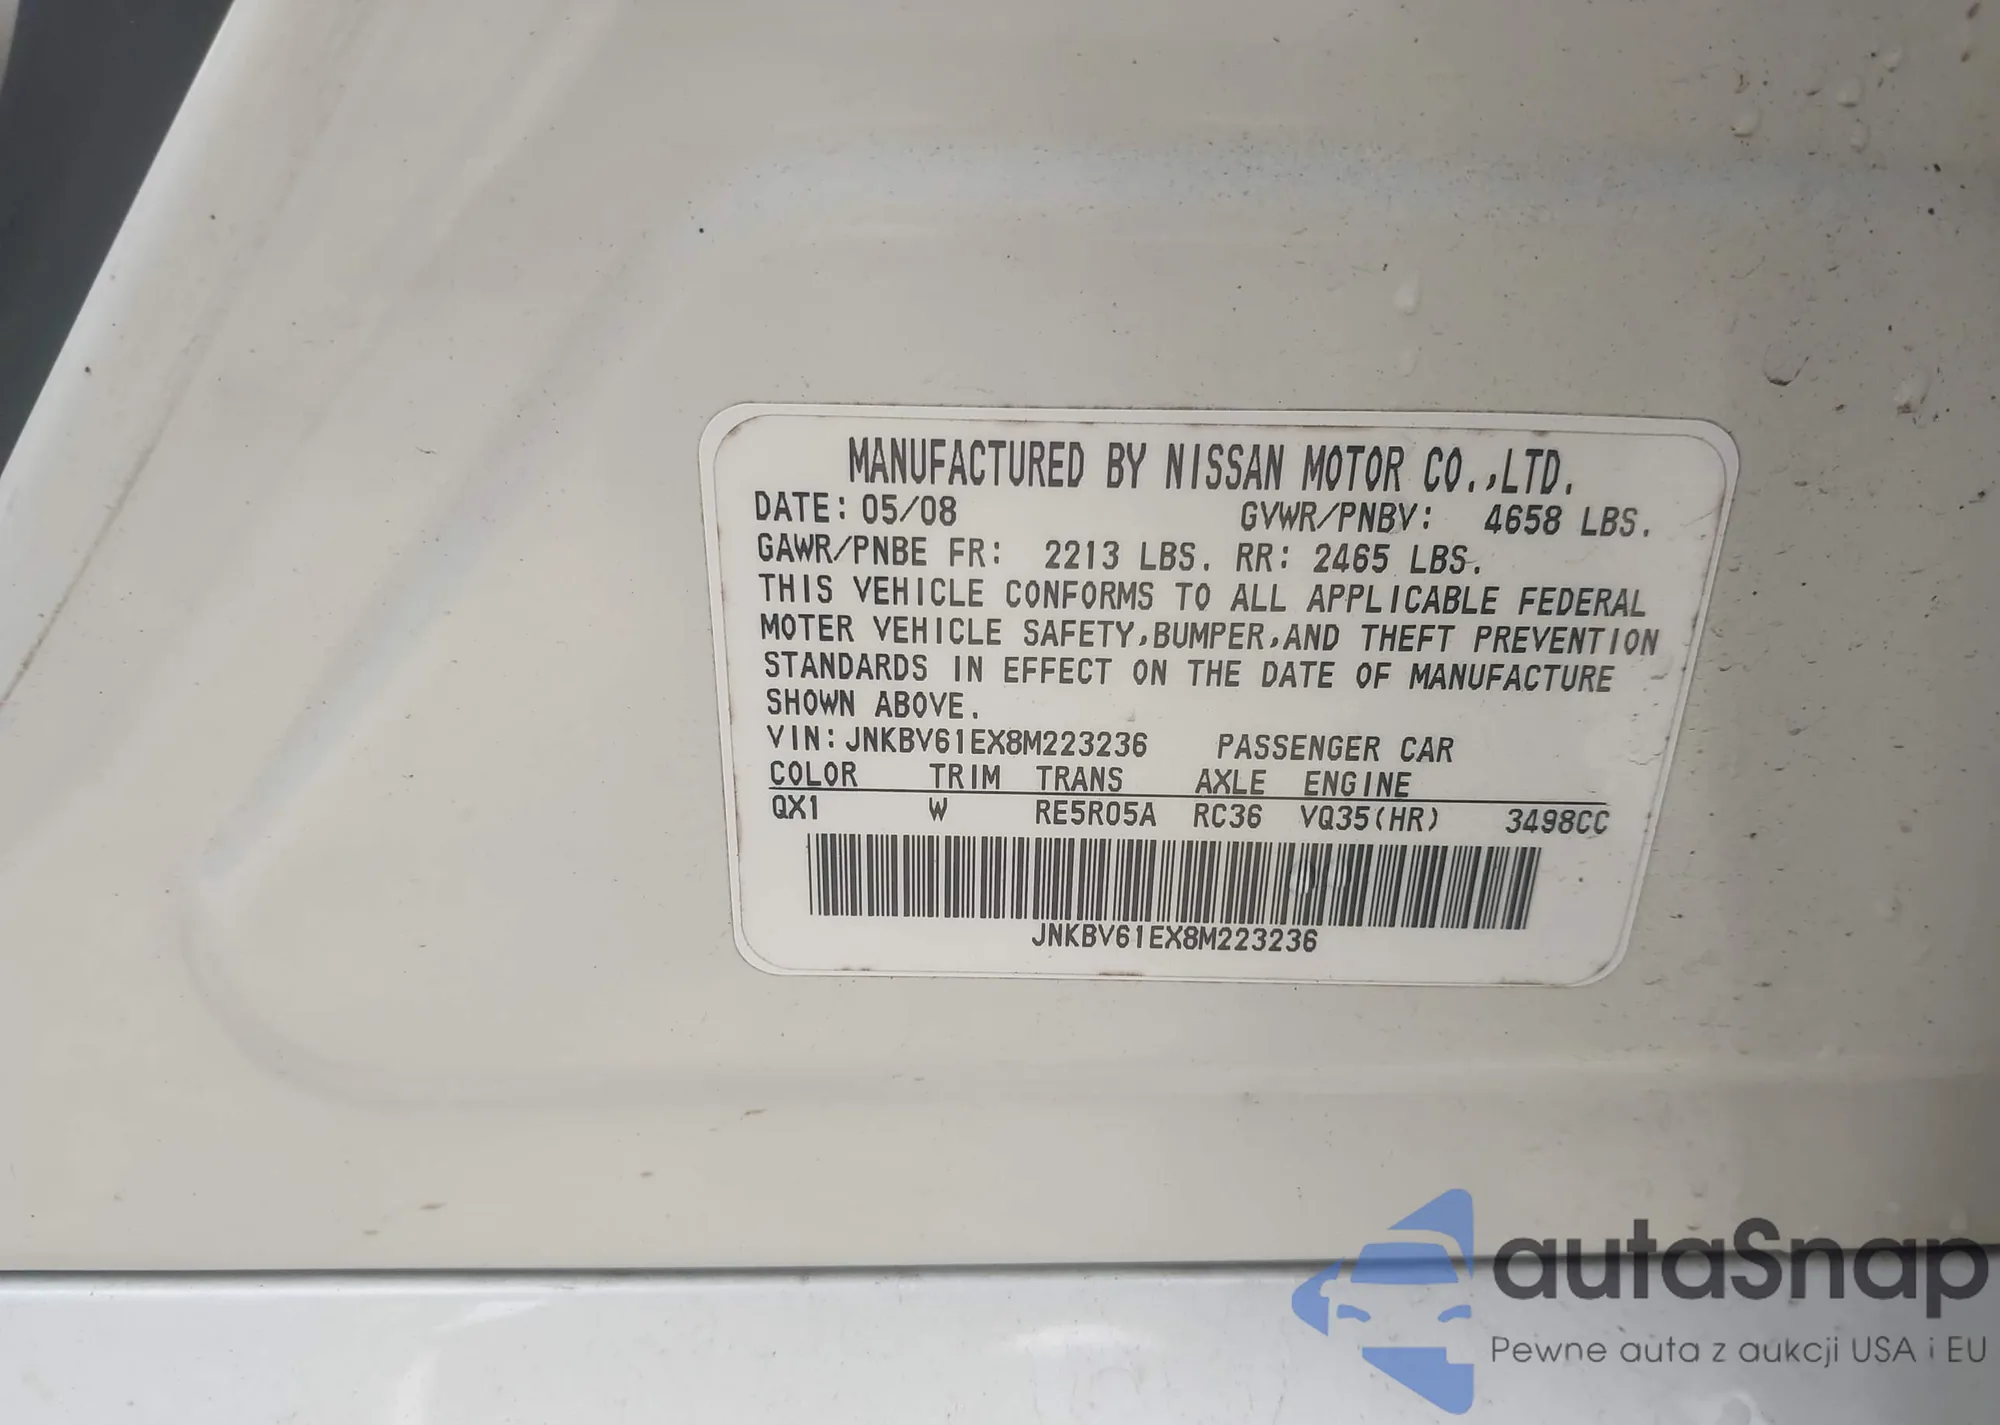 MANUFACTURED BY NISSAN MOTOR CO.,LTD.
DATE: 05/08 GVWR/PNBV: 4658 LBS.
GAWR/PNBE FR: 2213 LBS. RR: 2465 LBS.
THIS VEHICLE CONFORMS TO ALL APPLICABLE FEDERAL
MOTER VEHICLE SAFETY,BUMPER,AND THEFT PREVENTION
STANDARDS IN EFFECT ON THE DATE OF MANUFACTURE
SHOWN ABOVE.
VIN: JNKBV61EX8M223236 PASSENGER CAR
COLOR TRIM TRANS AXLE ENGINE
QX1 W RE5R05A RC36 VQ35(HR) 3498CC
JNKBV61EX8M223236
autaSnap
Pewne auta z aukcji USA i EU